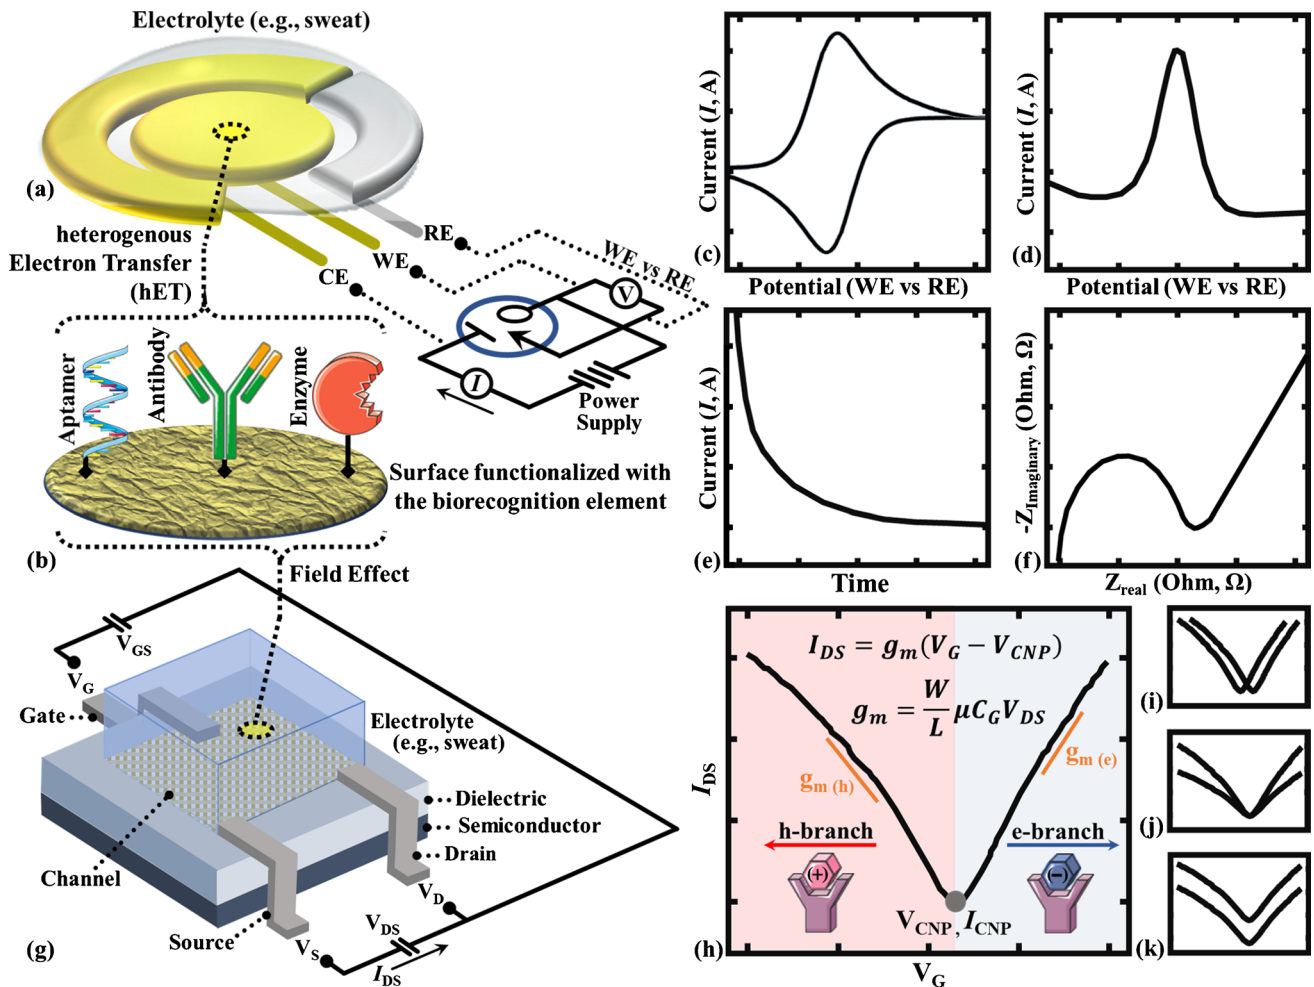 Electrolyte (e.g., sweat)
(a)
heterogenous
Electron Transfer
(hET)
RE
WE
CE
WE vs RE
V
I
Power
Supply
Aptamer
Antibody
Enzyme
Surface functionalized with
the biorecognition element
(b)
Field Effect
V_GS
V_G
Gate
Electrolyte
(e.g., sweat)
Dielectric
Semiconductor
Drain
Channel
Source
V_D
V_DS
V_S
I_DS
(g)
Current (I, A)
(c)
Potential (WE vs RE)
Current (I, A)
(d)
Potential (WE vs RE)
Current (I, A)
(e)
Time
-Z_Imaginary (Ohm, Ω)
(f)
Z_real (Ohm, Ω)
I_DS = g_m(V_G − V_CNP)
g_m = W/L μC_G V_DS
g_m (h)
g_m (e)
I_DS
h-branch
e-branch
(+)
(−)
V_CNP, I_CNP
(h)
V_G
(i)
(j)
(k)